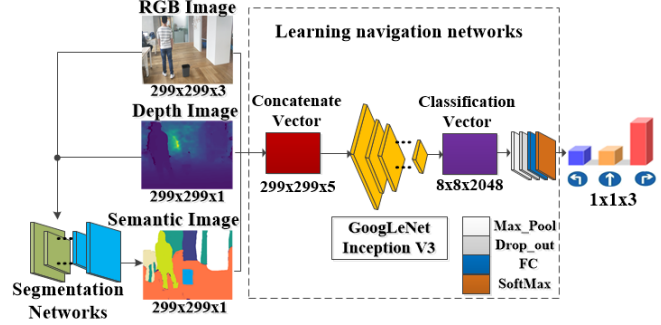 RGB Image
299x299x3
Depth Image
299x299x1
Semantic Image
299x299x1
Segmentation
Networks
Learning navigation networks
Concatenate
Vector
299x299x5
GoogLeNet
Inception V3
Classification
Vector
8x8x2048
Max_Pool
Drop_out
FC
SoftMax
1x1x3